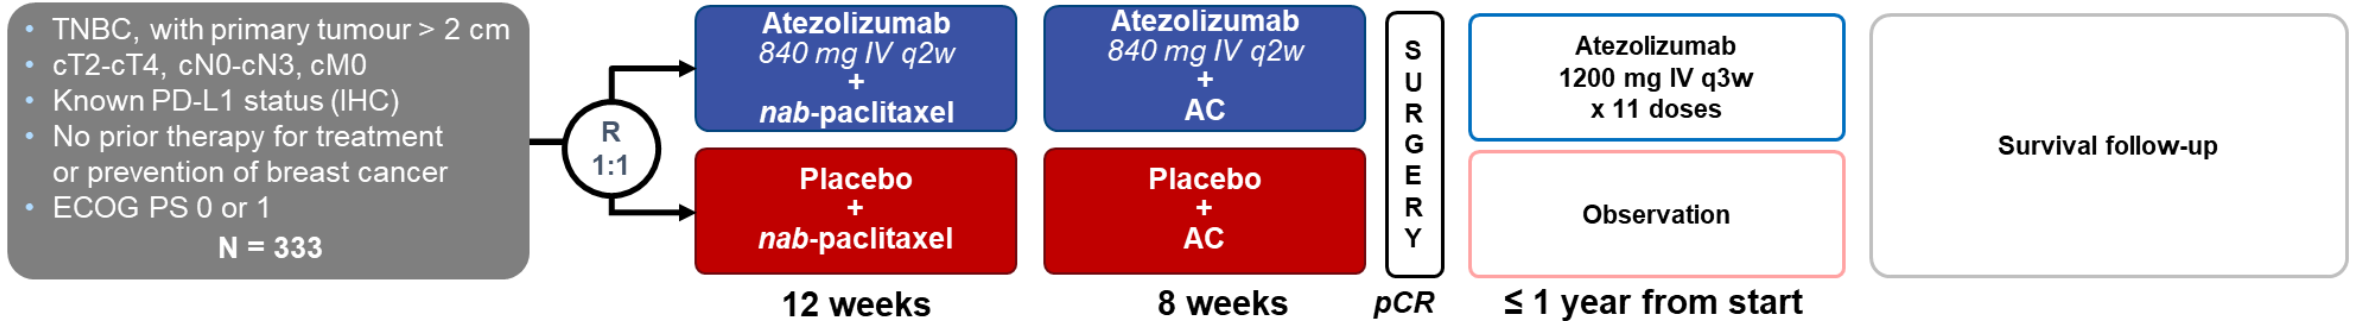 • TNBC, with primary tumour > 2 cm
• cT2-cT4, cN0-cN3, cM0
• Known PD-L1 status (IHC)
• No prior therapy for treatment
or prevention of breast cancer
• ECOG PS 0 or 1
N = 333
R
1:1
Atezolizumab
840 mg IV q2w
+
nab-paclitaxel
Placebo
+
nab-paclitaxel
12 weeks
Atezolizumab
840 mg IV q2w
+
AC
Placebo
+
AC
8 weeks
S
U
R
G
E
R
Y
pCR
Atezolizumab
1200 mg IV q3w
x 11 doses
Observation
≤ 1 year from start
Survival follow-up